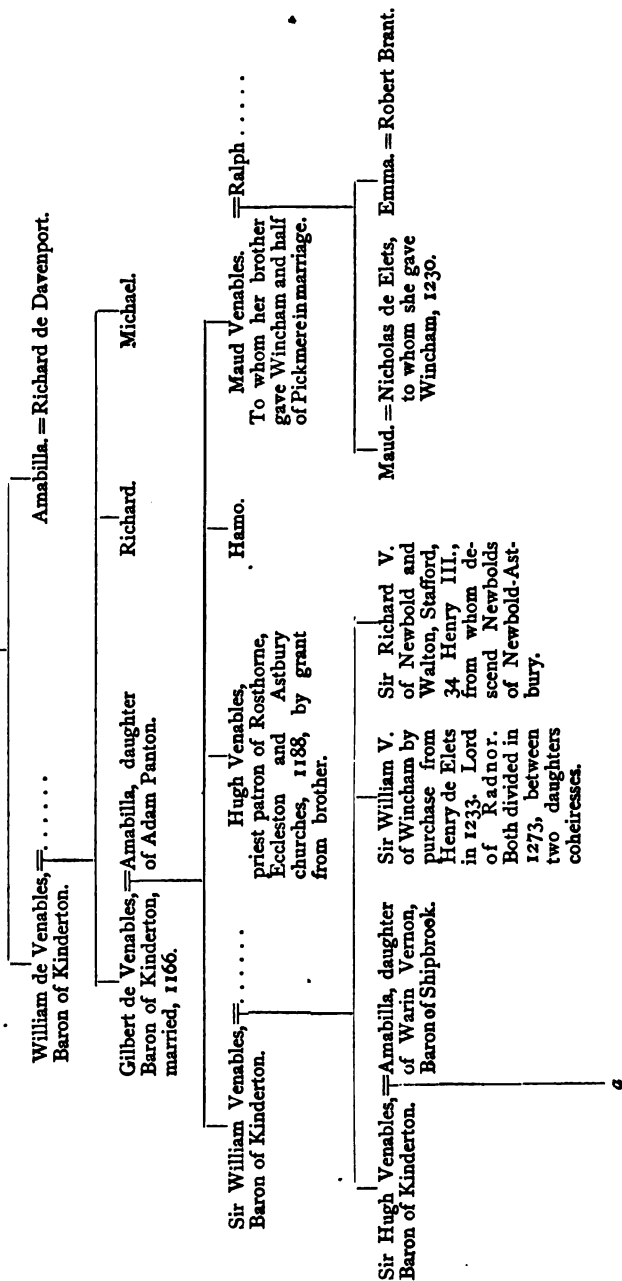 William de Venables,=......
Baron of Kinderton.
Amabilla.=Richard de Davenport.
Gilbert de Venables,=Amabilla, daughter
Baron of Kinderton, of Adam Panton.
married, 1166.
Richard.
Michael.
Sir William Venables,=......
Baron of Kinderton.
Hugh Venables,
priest patron of Rosthorne,
Eccleston and Astbury
churches, 1188, by grant
from brother.
Hamo.
Maud Venables. =Ralph ......
To whom her brother
gave Wincham and half
of Pickmere in marriage.
Sir Hugh Venables,=Amabilla, daughter
Baron of Kinderton. of Warin Vernon,
Baron of Shipbrook.
Sir William V.
of Wincham by
purchase from
Henry de Elets
in 1233. Lord
of Radnor.
Both divided in
1273, between
two daughters
coheiresses.
Sir Richard V.
of Newbold and
Walton, Stafford,
34 Henry III.,
from whom de-
scend Newbolds
of Newbold-Ast-
bury.
Maud.=Nicholas de Elets,
to whom she gave
Wincham, 1230.
Emma.=Robert Brant.
a